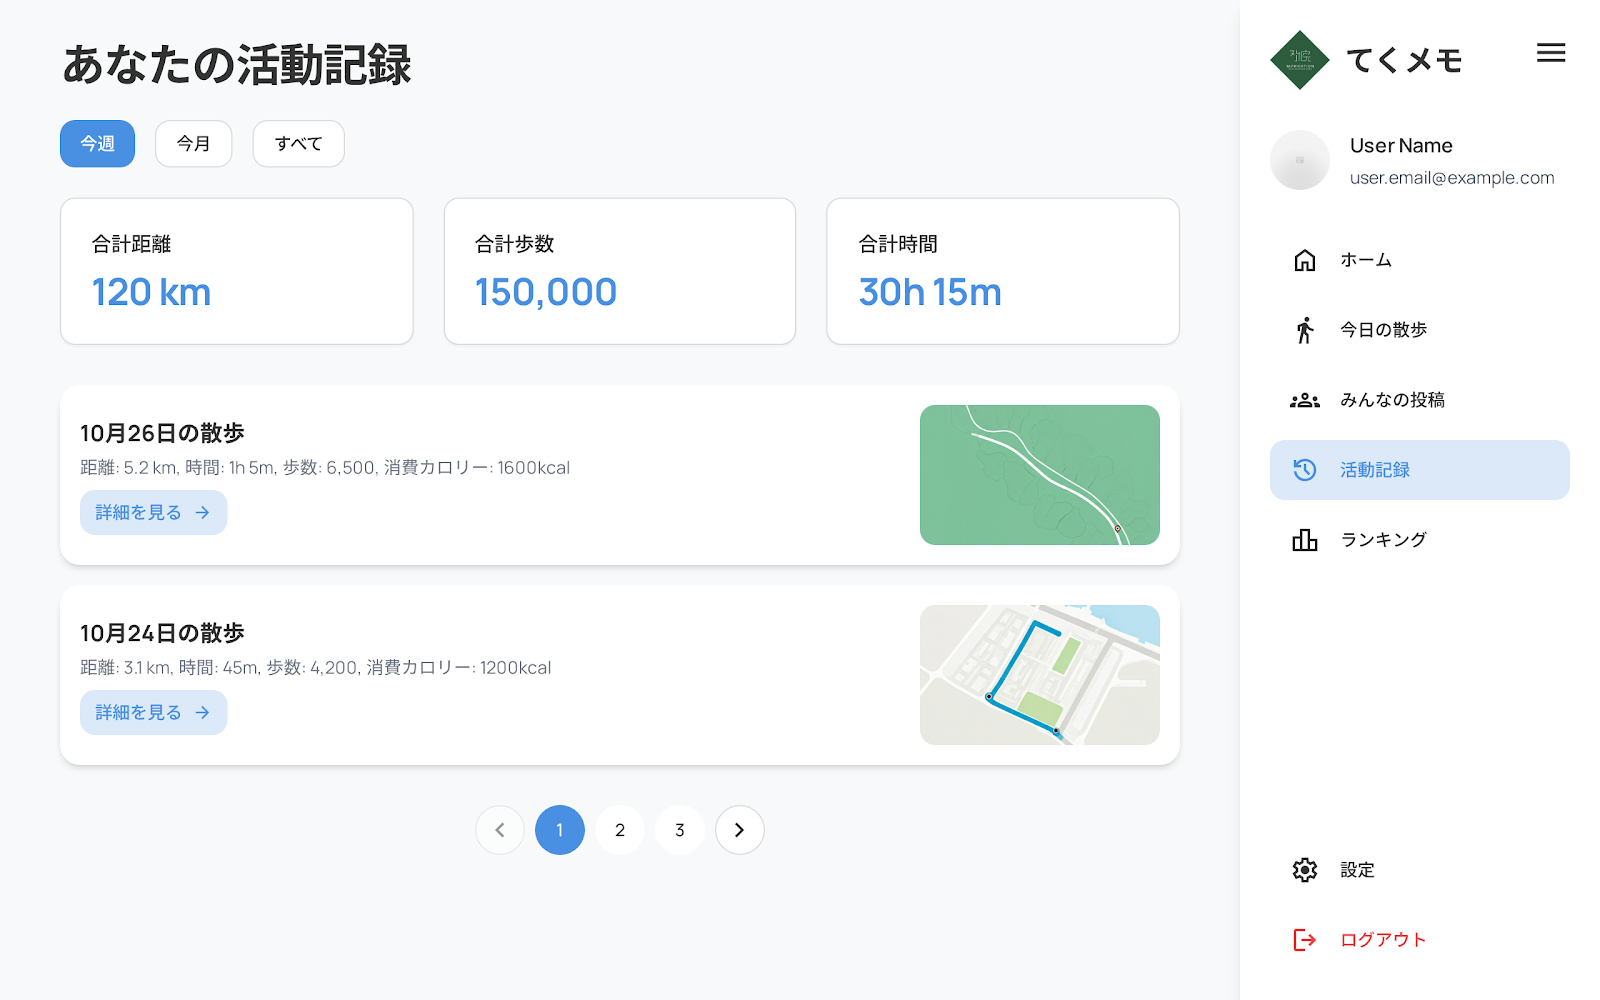 あなたの活動記録
今週
今月
すべて
合計距離
120 km
合計歩数
150,000
合計時間
30h 15m
10月26日の散歩
距離: 5.2 km, 時間: 1h 5m, 歩数: 6,500, 消費カロリー: 1600kcal
詳細を見る
10月24日の散歩
距離: 3.1 km, 時間: 45m, 歩数: 4,200, 消費カロリー: 1200kcal
詳細を見る
1
2
3
てくメモ
User Name
user.email@example.com
ホーム
今日の散歩
みんなの投稿
活動記録
ランキング
設定
ログアウト